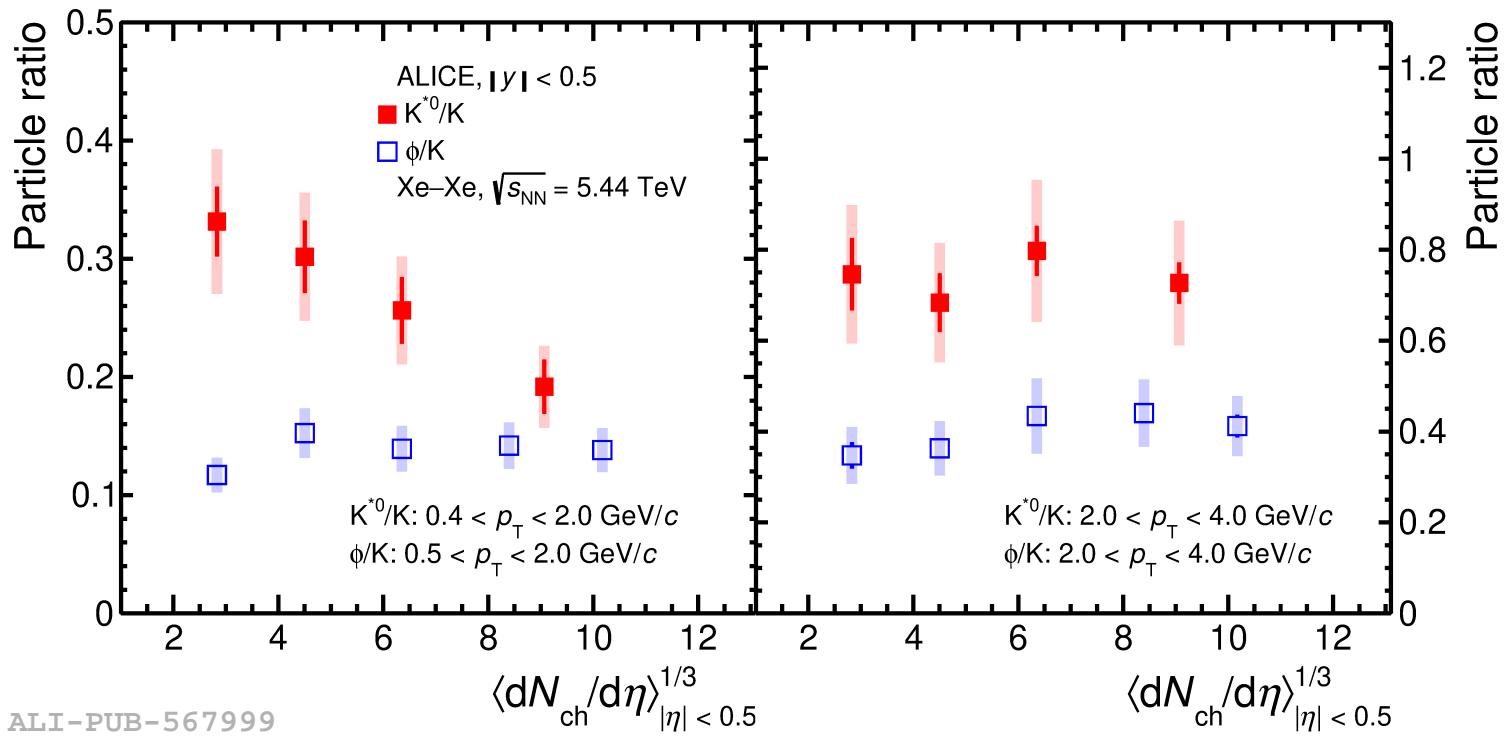 Particle ratio
0.5
0.4
0.3
0.2
0.1
0
ALICE, |y| < 0.5
K*0/K
ϕ/K
Xe–Xe, √sNN = 5.44 TeV
K*0/K: 0.4 < pT < 2.0 GeV/c
ϕ/K: 0.5 < pT < 2.0 GeV/c
2 4 6 8 10 12
⟨dNch/dη⟩1/3|η| < 0.5
K*0/K: 2.0 < pT < 4.0 GeV/c
ϕ/K: 2.0 < pT < 4.0 GeV/c
2 4 6 8 10 12
⟨dNch/dη⟩1/3|η| < 0.5
1.2
1
0.8
0.6
0.4
0.2
0
Particle ratio
ALI-PUB-567999